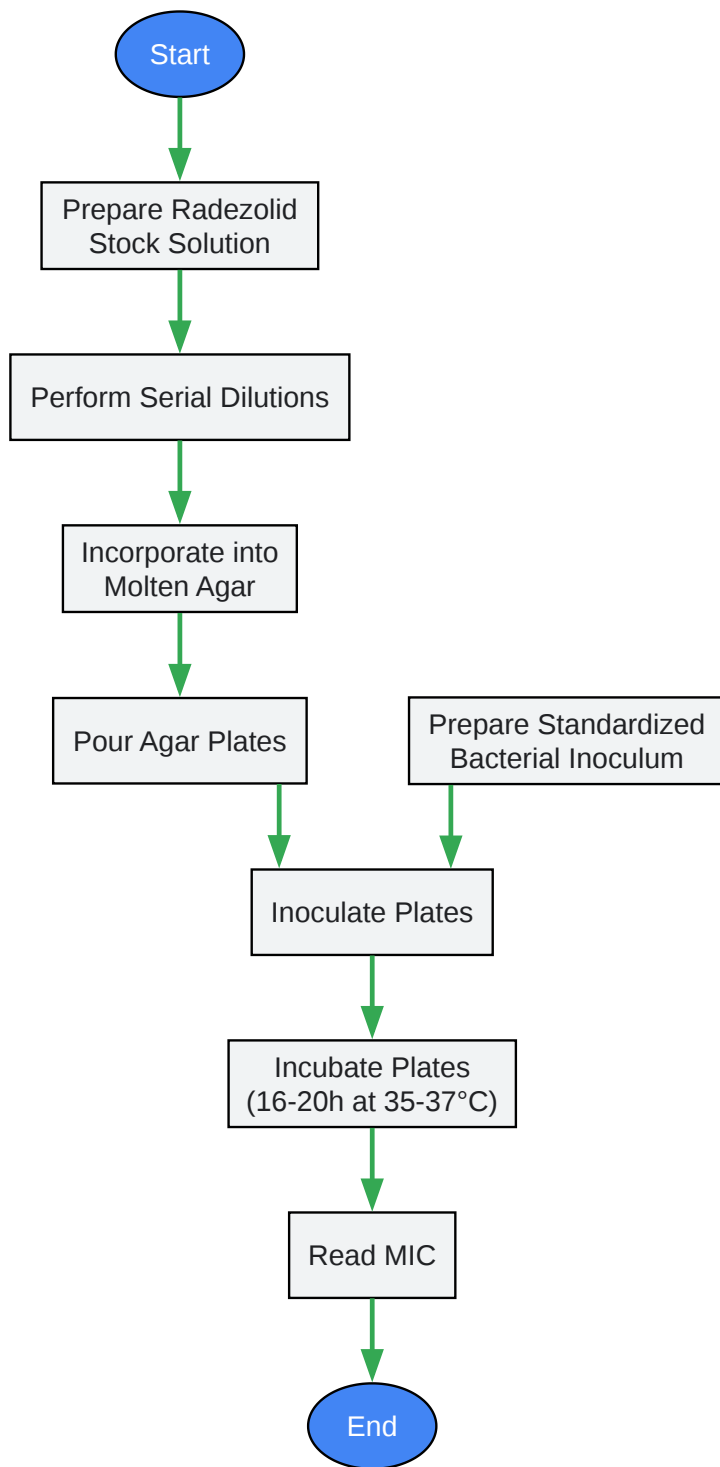 Start
Prepare Radezolid
Stock Solution
Perform Serial Dilutions
Incorporate into
Molten Agar
Pour Agar Plates
Prepare Standardized
Bacterial Inoculum
Inoculate Plates
Incubate Plates
(16-20h at 35-37°C)
Read MIC
End